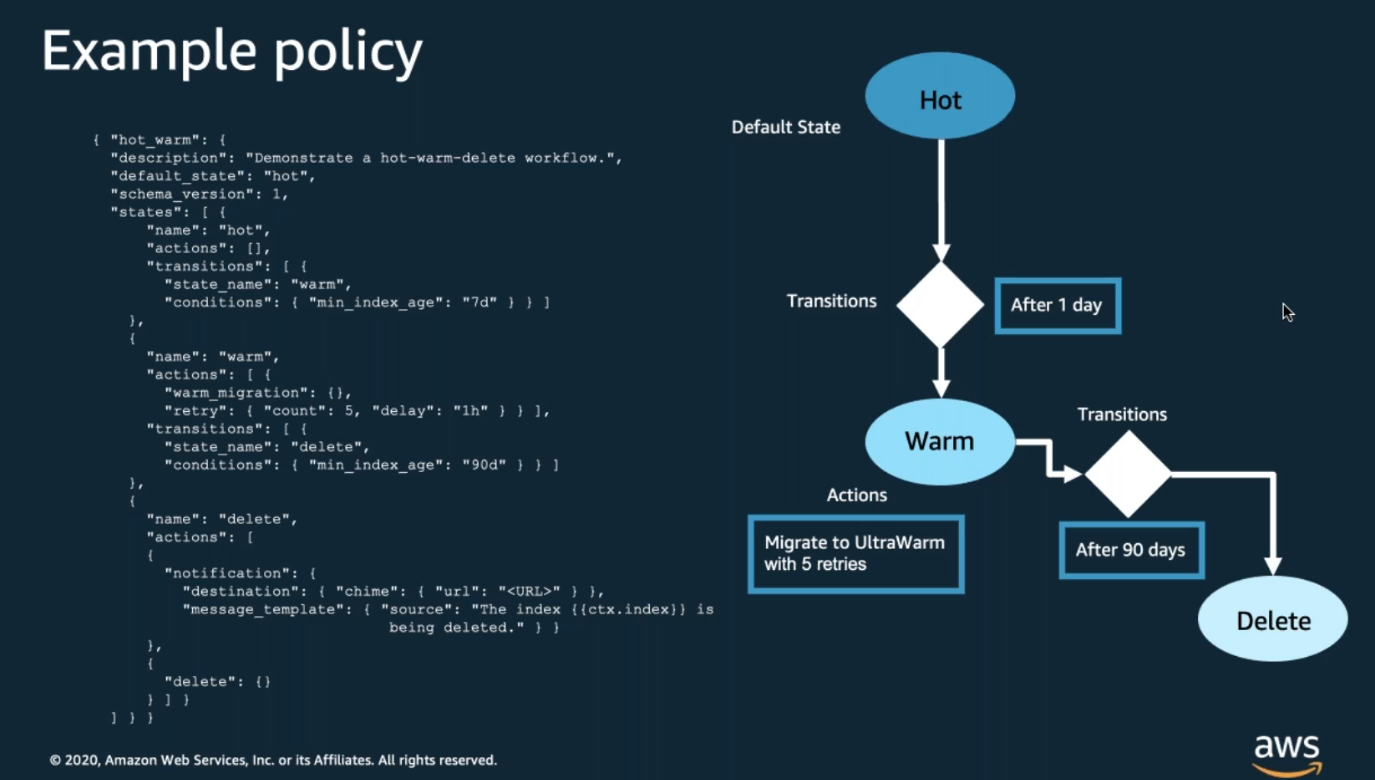 Example policy
{ "hot_warm": {
"description": "Demonstrate a hot-warm-delete workflow.",
"default_state": "hot",
"schema_version": 1,
"states": [ {
"name": "hot",
"actions": [],
"transitions": [ {
"state_name": "warm",
"conditions": { "min_index_age": "7d" } } ]
},
{
"name": "warm",
"actions": [ {
"warm_migration": {},
"retry": { "count": 5, "delay": "1h" } } ],
"transitions": [ {
"state_name": "delete",
"conditions": { "min_index_age": "90d" } } ]
},
{
"name": "delete",
"actions": [
{
"notification": {
"destination": { "chime": { "url": "<URL>" } },
"message_template": { "source": "The index {{ctx.index}} is
being deleted." } }
},
{
"delete": {}
} ] }
] } }
Hot
Default State
Transitions
After 1 day
Warm
Actions
Migrate to UltraWarm
with 5 retries
Transitions
After 90 days
Delete
© 2020, Amazon Web Services, Inc. or its Affiliates. All rights reserved.
aws